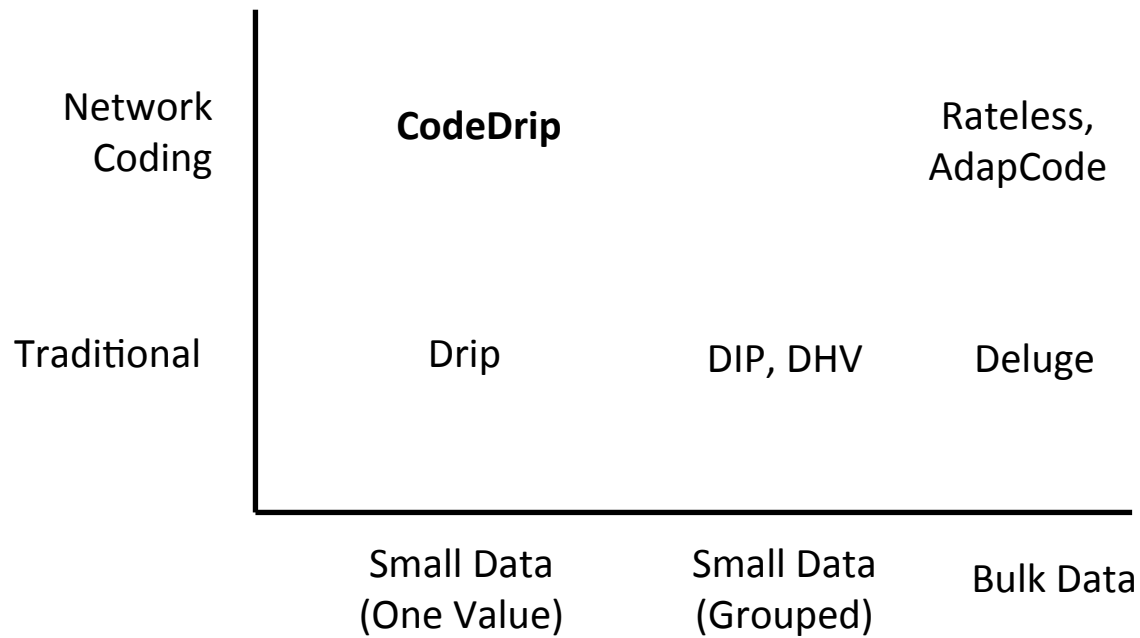 Network
Coding
CodeDrip
Rateless,
AdapCode
Traditional
Drip
DIP, DHV
Deluge
Small Data
(One Value)
Small Data
(Grouped)
Bulk Data